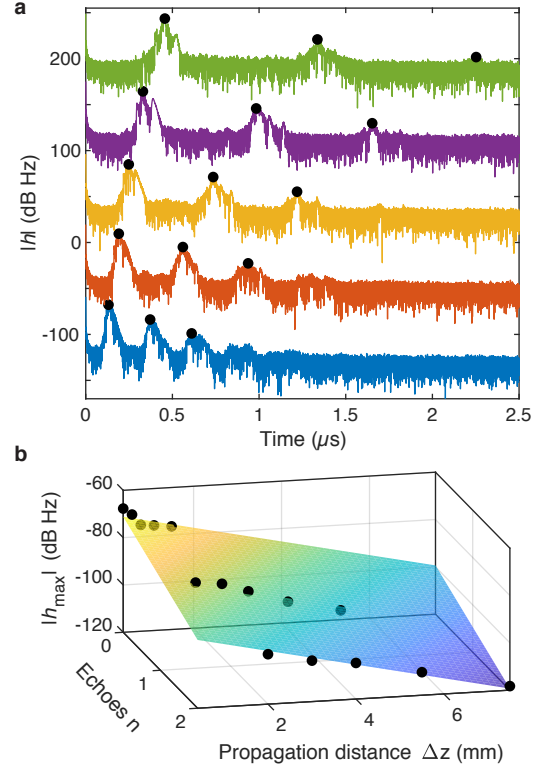 a
200
100
0
-100
|h| (dB Hz)
0
0.5
1
1.5
2
2.5
Time (μs)
b
-60
-80
-100
-120
|hmax| (dB Hz)
0
1
2
Echoes n
2
4
6
Propagation distance Δz (mm)